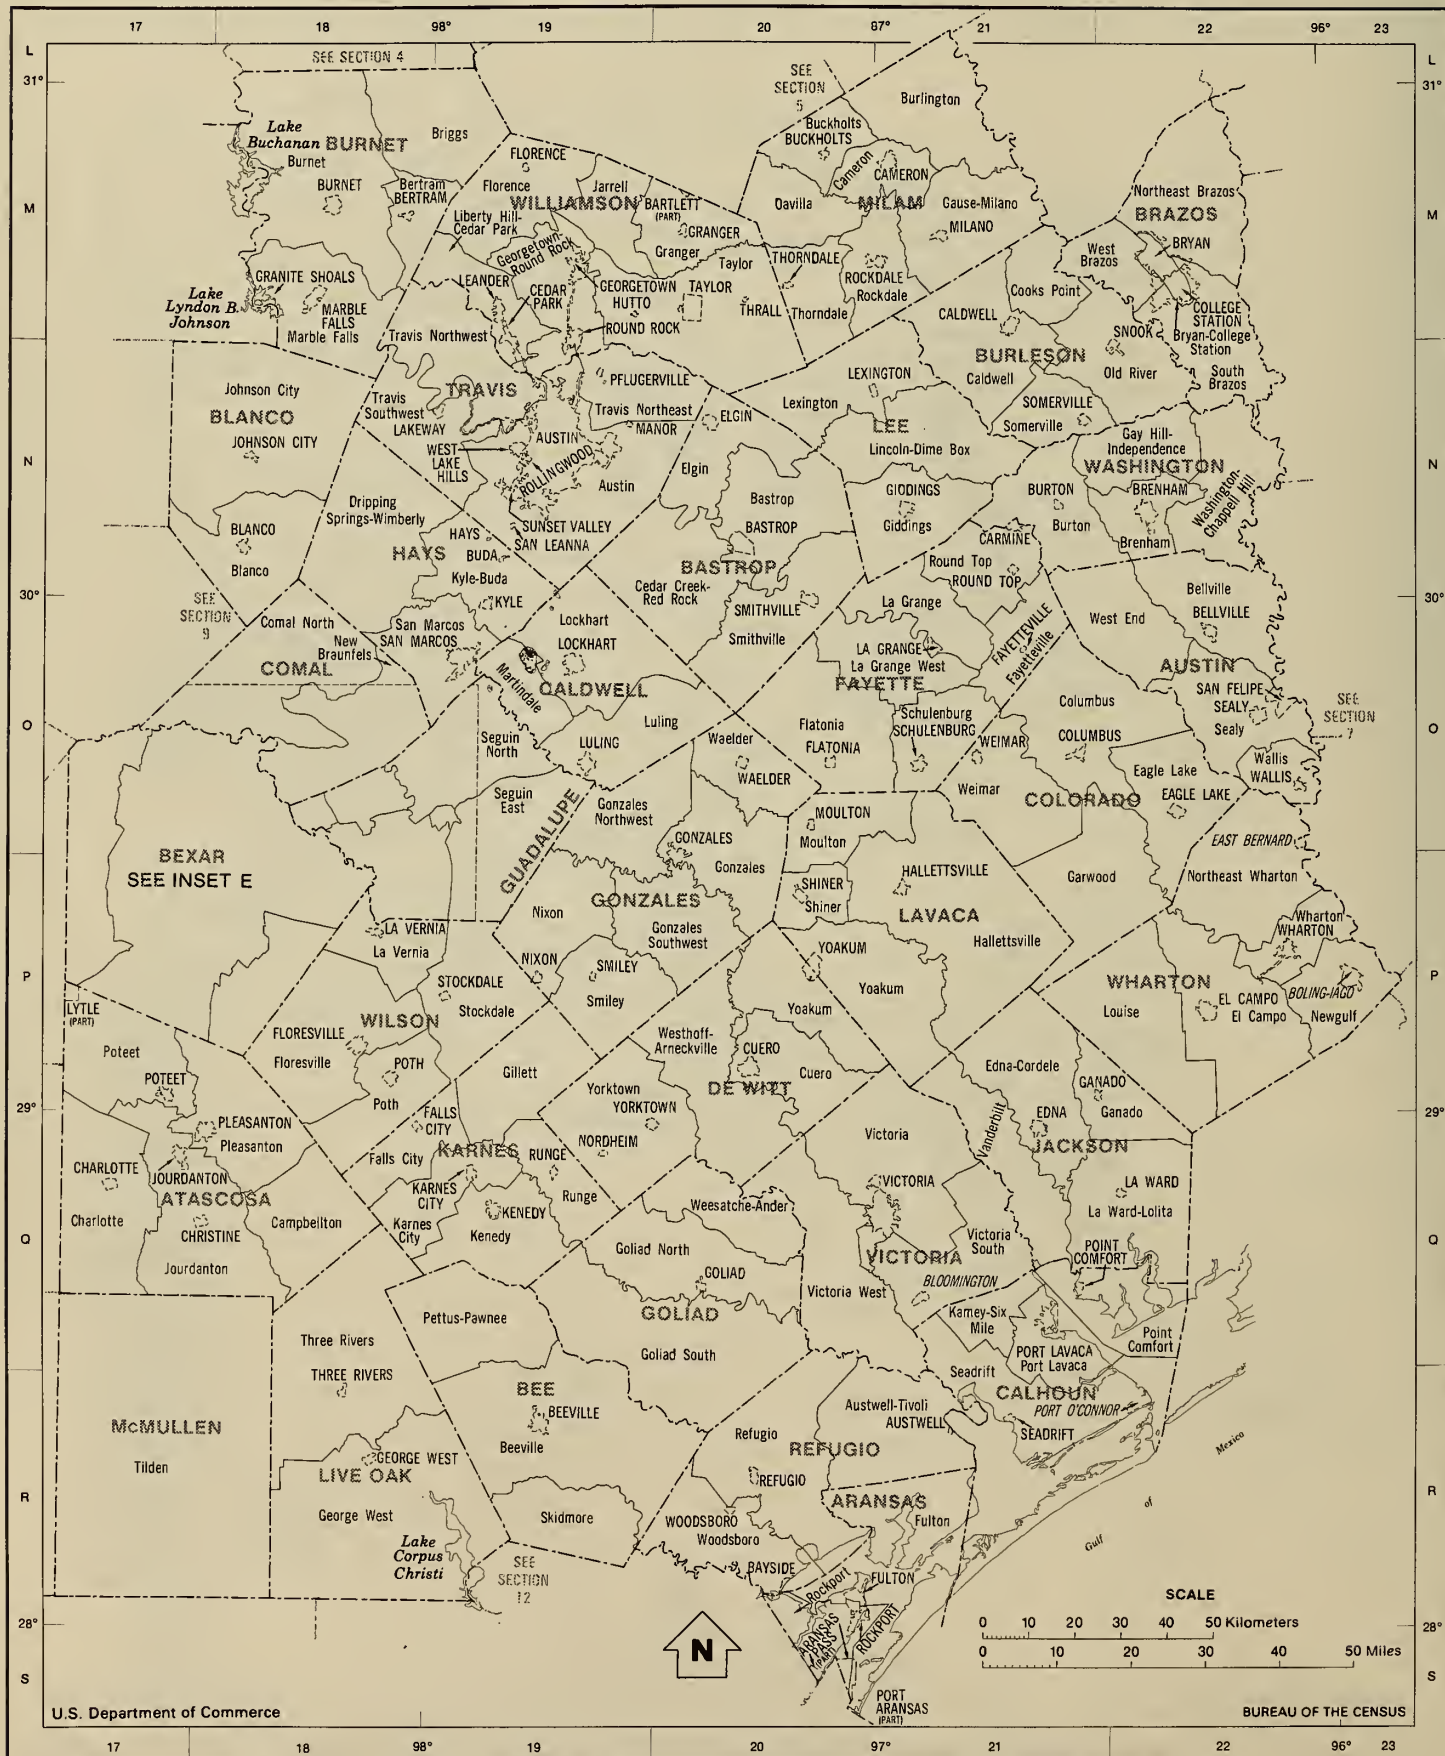 17 18 98° 19 20 87° 21 22 96° 23
L
31°
M
N
30°
O
P
29°
Q
R
28°
S
L
31°
M
N
30°
O
P
29°
Q
R
28°
S
SEE SECTION 4
SEE
SECTION
5
Burlington
Buckholts
BUCKHOLTS
Lake
Buchanan
BURNET
Burnet
BURNET
Briggs
FLORENCE
Florence
Jarrell
Bertram
BERTRAM
WILLIAMSON
BARTLETT
(PART)
GRANGER
Granger
Liberty Hill-
Cedar Park
Georgetown-
Round Rock
Cameron
CAMERON
Davilla
MILAM
Gause-Milano
MILANO
Northeast Brazos
BRAZOS
West
Brazos
BRYAN
Taylor
THORNDALE
ROCKDALE
Rockdale
GRANITE SHOALS
Lake
Lyndon B.
Johnson
MARBLE
FALLS
Marble Falls
LEANDER
CEDAR
PARK
GEORGETOWN
HUTTO
TAYLOR
THRALL
Thorndale
Travis Northwest
ROUND ROCK
Cooks Point
CALDWELL
SNOOK
COLLEGE
STATION
Bryan-College
Station
BURLESON
Caldwell
Old River
South
Brazos
Johnson City
BLANCO
JOHNSON CITY
TRAVIS
Travis
Southwest
LAKEWAY
PFLUGERVILLE
Travis Northeast
MANOR
ELGIN
LEXINGTON
Lexington
LEE
Lincoln-Dime Box
SOMERVILLE
Somerville
WEST
LAKE
HILLS
AUSTIN
ROLLINGWOOD
Austin
Elgin
Gay Hill-
Independence
WASHINGTON
Washington-
Chappell Hill
Dripping
Springs-Wimberly
Bastrop
BASTROP
GIDDINGS
Giddings
BURTON
Burton
BRENHAM
Brenham
BLANCO
Blanco
HAYS
HAYS
BUDA
SUNSET VALLEY
SAN LEANNA
Kyle-Buda
KYLE
BASTROP
Cedar Creek-
Red Rock
CARMINE
Round Top
ROUND TOP
Bellville
BELLVILLE
SEE
SECTION
9
Comal North
New
Braunfels
COMAL
San Marcos
SAN MARCOS
Lockhart
LOCKHART
Martindale
CALDWELL
SMITHVILLE
Smithville
La Grange
LA GRANGE
La Grange West
FAYETTE
FAYETTEVILLE
Fayetteville
West End
AUSTIN
SAN FELIPE
SEALY
Sealy
SEE
SECTION
7
Seguin
North
Luling
LULING
Waelder
WAELDER
Flatonia
FLATONIA
Schulenburg
SCHULENBURG
WEIMAR
Weimar
Columbus
COLUMBUS
COLORADO
Eagle Lake
EAGLE LAKE
Wallis
WALLIS
Seguin
East
GUADALUPE
Gonzales
Northwest
GONZALES
Gonzales
MOULTON
Moulton
EAST BERNARD
BEXAR
SEE INSET E
HALLETTSVILLE
SHINER
Shiner
LAVACA
Hallettsville
Garwood
Northeast Wharton
Nixon
GONZALES
Gonzales
Southwest
LA VERNIA
La Vernia
NIXON
SMILEY
Smiley
YOAKUM
Yoakum
Yoakum
Wharton
WHARTON
WHARTON
Louise
EL CAMPO
El Campo
BOLING-IAGO
Newgulf
LYTLE
(PART)
STOCKDALE
Stockdale
WILSON
FLORESVILLE
Floresville
Poteet
POTEET
POTH
Poth
Gillett
Westhoff-
Arneckville
CUERO
Cuero
DE WITT
Edna-Cordele
GANADO
Ganado
PLEASANTON
Pleasanton
JOURDANTON
CHARLOTTE
Charlotte
ATASCOSA
CHRISTINE
Jourdanton
Campbellton
FALLS
CITY
Falls City
KARNES
KARNES
CITY
Karnes
City
RUNGE
Runge
KENEDY
Kenedy
Yorktown
YORKTOWN
NORDHEIM
Victoria
Vanderbilt
EDNA
JACKSON
LA WARD
La Ward-Lolita
Weesatche-Ander
Goliad North
GOLIAD
GOLIAD
Goliad South
VICTORIA
VICTORIA
Victoria
South
Victoria West
BLOOMINGTON
POINT
COMFORT
Kamey-Six
Mile
Point
Comfort
PORT LAVACA
Port Lavaca
Pettus-Pawnee
Three Rivers
THREE RIVERS
BEE
BEEVILLE
Beeville
Seadrift
CALHOUN
PORT O'CONNOR
SEADRIFT
McMULLEN
Tilden
GEORGE WEST
LIVE OAK
George West
Austwell-Tivoli
AUSTWELL
Refugio
REFUGIO
REFUGIO
Skidmore
Lake
Corpus
Christi
SEE
SECTION
12
WOODSBORO
Woodsboro
ARANSAS
Fulton
BAYSIDE
Rockport
FULTON
ARANSAS
PASS
(PART)
ROCKPORT
PORT
ARANSAS
(PART)
Gulf of Mexico
N
SCALE
0 10 20 30 40 50 Kilometers
0 10 20 30 40 50 Miles
U.S. Department of Commerce
BUREAU OF THE CENSUS
17 18 98° 19 20 97° 21 22 96° 23